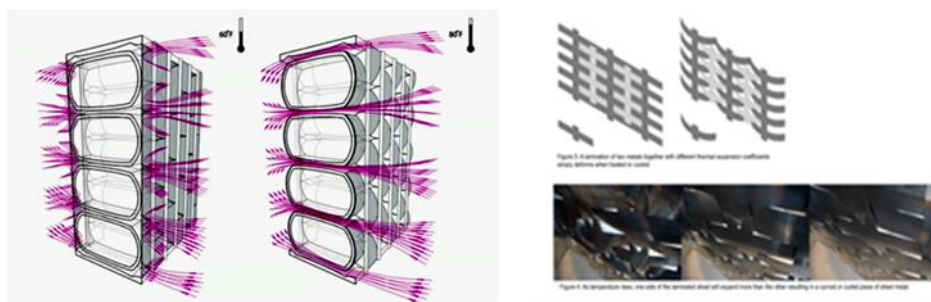 60°F
80°F
Figure 3: A lamination of two metals together with different thermal expansion coefficients
simply deforms when heated or cooled
Figure 4: As temperature rises, one side of the laminated sheet will expand more than the other resulting in a curved or curled piece of sheet metal.